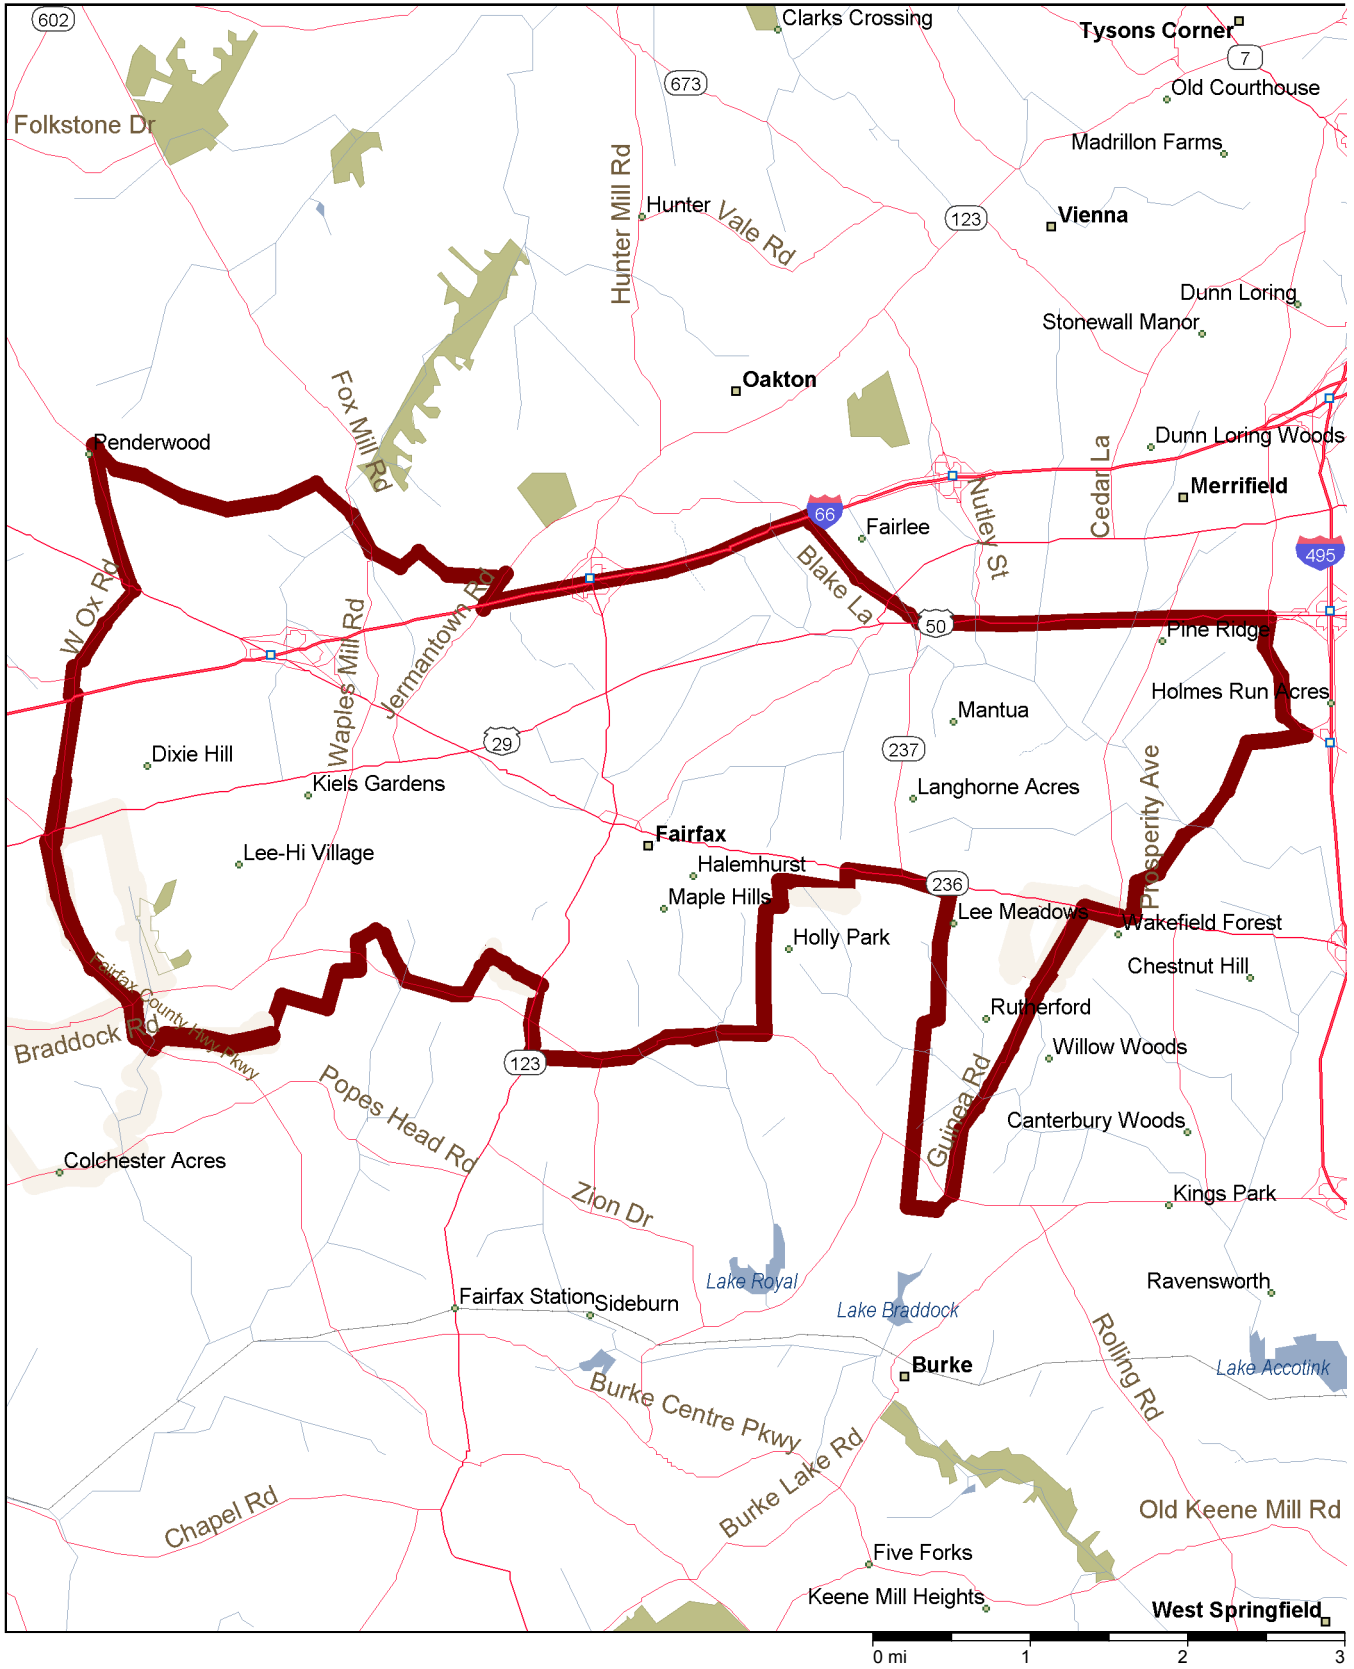 602
Clarks Crossing
Tysons Corner
7
673
Old Courthouse
Folkstone Dr
Madrillon Farms
Hunter Mill Rd
Hunter
Vale Rd
123
Vienna
Dunn Loring
Stonewall Manor
Oakton
Fox Mill Rd
Penderwood
Dunn Loring Woods
Cedar La
Merrifield
Nutley St
66
Fairlee
495
Blake La
W Ox Rd
Jermantown Rd
Waples Mill Rd
50
Pine Ridge
Holmes Run Acres
Mantua
29
237
Dixie Hill
Kiels Gardens
Langhorne Acres
Prosperity Ave
Fairfax
Lee-Hi Village
Halemhurst
236
Maple Hills
Lee Meadows
Wakefield Forest
Holly Park
Chestnut Hill
Fairfax County Hwy Pkwy
Rutherford
Braddock Rd
Willow Woods
123
Guinea Rd
Popes Head Rd
Canterbury Woods
Colchester Acres
Zion Dr
Kings Park
Lake Royal
Ravensworth
Fairfax Station
Sideburn
Lake Braddock
Rolling Rd
Burke
Lake Accotink
Burke Centre Pkwy
Burke Lake Rd
Chapel Rd
Old Keene Mill Rd
Five Forks
Keene Mill Heights
West Springfield
0 mi 1 2 3